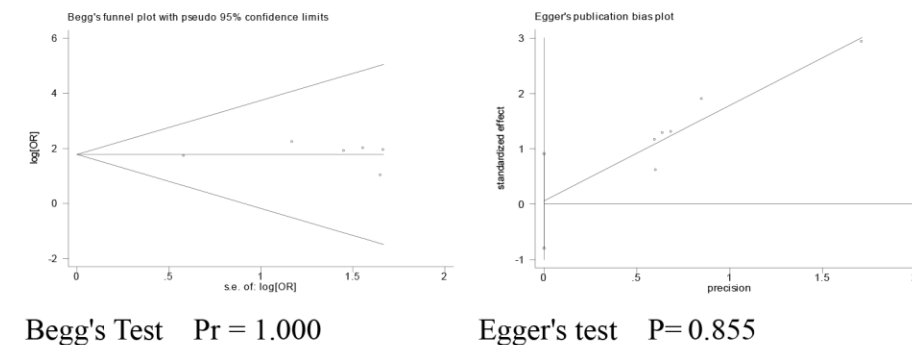 Begg's funnel plot with pseudo 95% confidence limits
6
4
2
0
-2
log[OR]
0 .5 1 1.5 2
s.e. of: log[OR]
Begg's Test Pr = 1.000
Egger's publication bias plot
3
2
1
0
-1
standardized effect
0 .5 1 1.5 2
precision
Egger's test P= 0.855